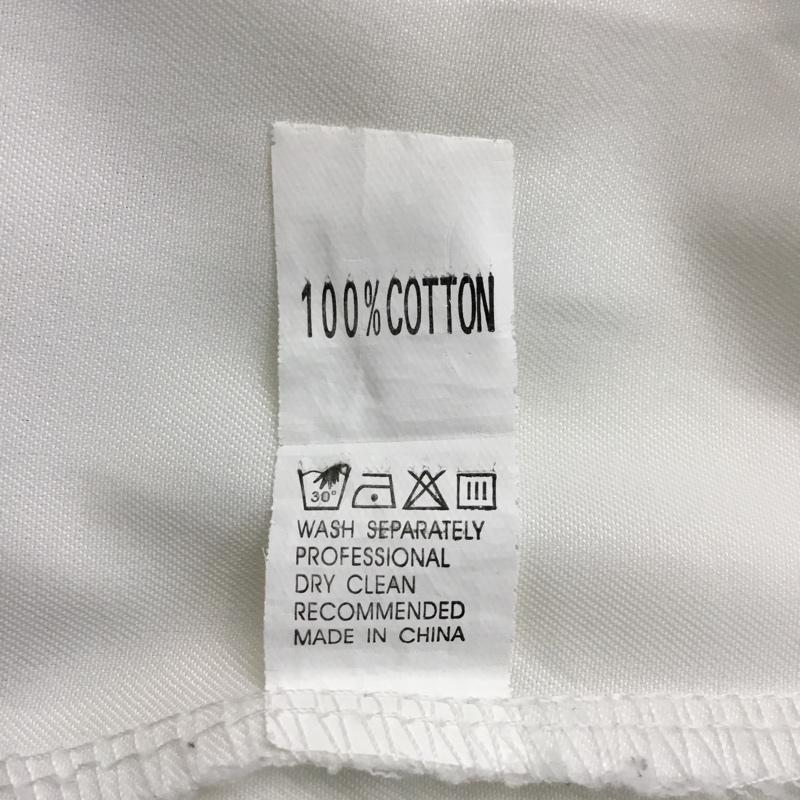 100% COTTON
30°
WASH SEPARATELY
PROFESSIONAL
DRY CLEAN
RECOMMENDED
MADE IN CHINA